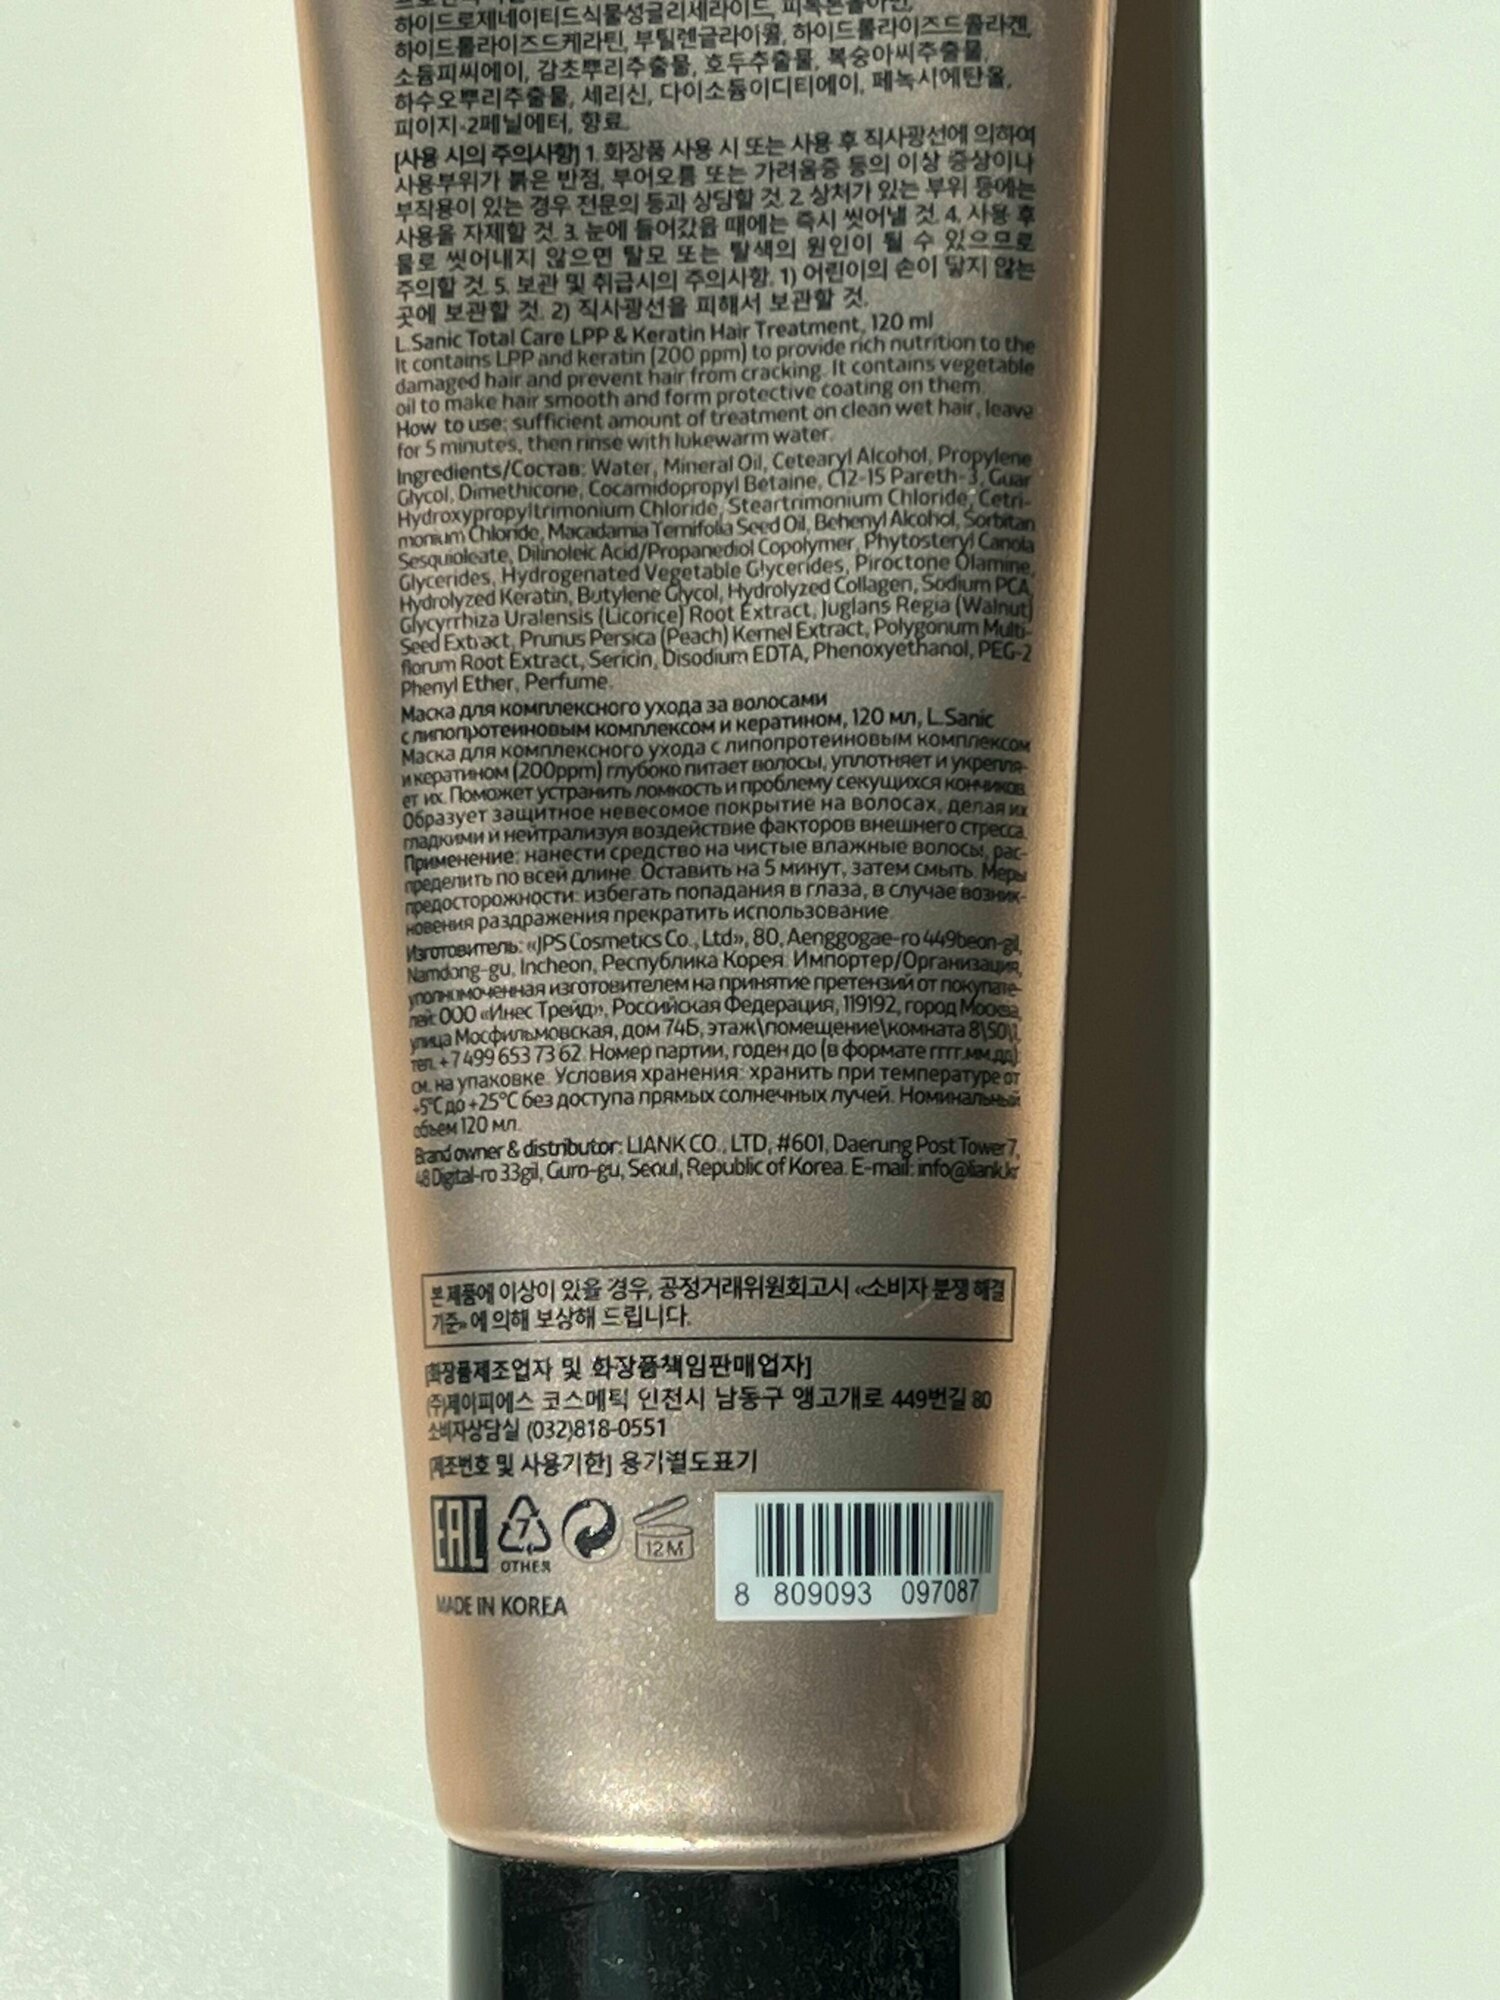 하이드로제네이티드식물성글리세라이드, 피록톤올아민,
하이드롤라이즈드케라틴, 부틸렌글라이콜, 하이드롤라이즈드콜라겐,
소듐피씨에이, 감초뿌리추출물, 호두추출물, 복숭아씨추출물,
하수오뿌리추출물, 세리신, 다이소듐이디티에이, 페녹시에탄올,
피이지-2페닐에터, 향료.
[사용 시의 주의사항] 1. 화장품 사용 시 또는 사용 후 직사광선에 의하여
사용부위가 붉은 반점, 부어오름 또는 가려움증 등의 이상 증상이나
부작용이 있는 경우 전문의 등과 상담할 것. 2. 상처가 있는 부위 등에는
사용을 자제할 것. 3. 눈에 들어갔을 때에는 즉시 씻어낼 것. 4. 사용 후
물로 씻어내지 않으면 탈모 또는 탈색의 원인이 될 수 있으므로
주의할 것. 5. 보관 및 취급시의 주의사항. 1) 어린이의 손이 닿지 않는
곳에 보관할 것. 2) 직사광선을 피해서 보관할 것.
L.Sanic Total Care LPP & Keratin Hair Treatment, 120 ml
It contains LPP and keratin (200 ppm) to provide rich nutrition to the
damaged hair and prevent hair from cracking. It contains vegetable
oil to make hair smooth and form protective coating on them.
How to use: sufficient amount of treatment on clean wet hair, leave
for 5 minutes, then rinse with lukewarm water.
Ingredients/Состав: Water, Mineral Oil, Cetearyl Alcohol, Propylene
Glycol, Dimethicone, Cocamidopropyl Betaine, C12-15 Pareth-3, Guar
Hydroxypropyltrimonium Chloride, Steartrimonium Chloride, Cetri-
monium Chloride, Macadamia Ternifolia Seed Oil, Behenyl Alcohol, Sorbitan
Sesquioleate, Dilinoleic Acid/Propanediol Copolymer, Phytosteryl Canola
Glycerides, Hydrogenated Vegetable Glycerides, Piroctone Olamine,
Hydrolyzed Keratin, Butylene Glycol, Hydrolyzed Collagen, Sodium PCA,
Glycyrrhiza Uralensis (Licorice) Root Extract, Juglans Regia (Walnut)
Seed Extract, Prunus Persica (Peach) Kernel Extract, Polygonum Multi-
florum Root Extract, Sericin, Disodium EDTA, Phenoxyethanol, PEG-2
Phenyl Ether, Perfume.
Маска для комплексного ухода за волосами
с липопротеиновым комплексом и кератином, 120 мл, L.Sanic
Маска для комплексного ухода с липопротеиновым комплексом
и кератином (200ppm) глубоко питает волосы, уплотняет и укрепля-
ет их. Поможет устранить ломкость и проблему секущихся кончиков.
Образует защитное невесомое покрытие на волосах, делая их
гладкими и нейтрализуя воздействие факторов внешнего стресса.
Применение: нанести средство на чистые влажные волосы, рас-
пределить по всей длине. Оставить на 5 минут, затем смыть. Меры
предосторожности: избегать попадания в глаза, в случае возник-
новения раздражения прекратить использование.
Изготовитель: «JPS Cosmetics Co., Ltd», 80, Aenggogae-ro 449beon-gil,
Namdong-gu, Incheon, Республика Корея. Импортер/Организация,
уполномоченная изготовителем на принятие претензий от покупате-
лей: ООО «Инес Трейд», Российская Федерация, 119192, город Москва,
улица Мосфильмовская, дом 74Б, этаж\помещение\комната 8\50\1,
тел. +7 499 653 73 62. Номер партии, годен до (в формате гггг.мм.дд):
см. на упаковке. Условия хранения: хранить при температуре от
+5°C до +25°C без доступа прямых солнечных лучей. Номинальный
объем 120 мл.
Brand owner & distributor: LIANK CO., LTD, #601, Daerung Post Tower7,
48 Digital-ro 33gil, Guro-gu, Seoul, Republic of Korea. E-mail: info@liank.kr
본 제품에 이상이 있을 경우, 공정거래위원회고시 «소비자 분쟁 해결
기준» 에 의해 보상해 드립니다.
[화장품제조업자 및 화장품책임판매업자]
(주)제이피에스 코스메틱 인천시 남동구 앵고개로 449번길 80
소비자상담실 (032)818-0551
[제조번호 및 사용기한] 용기별도표기
EAC 7 12M
OTHER
MADE IN KOREA
8 809093 097087